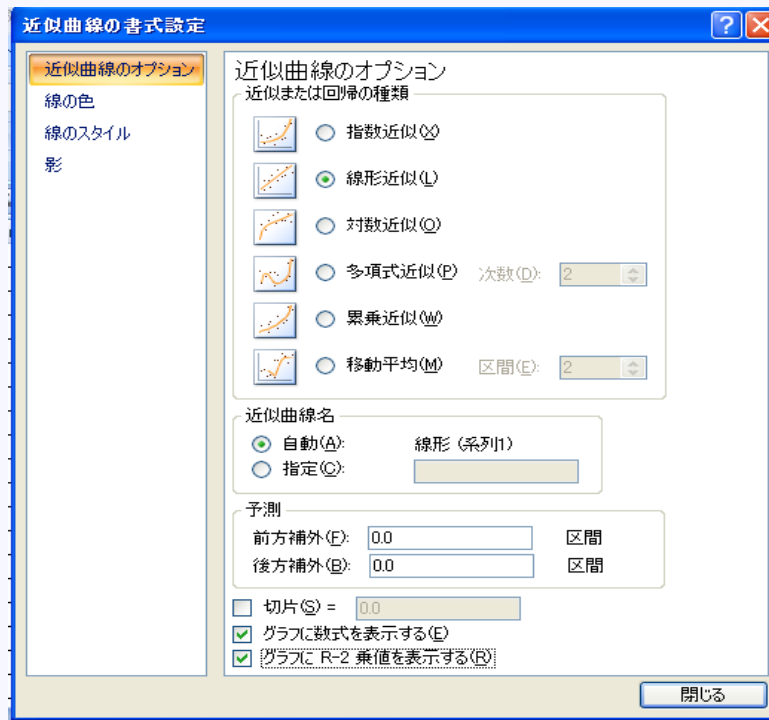 近似曲線の書式設定
近似曲線のオプション
線の色
線のスタイル
影
近似曲線のオプション
近似または回帰の種類
指数近似(X)
線形近似(L)
対数近似(O)
多項式近似(P) 次数(D): 2
累乗近似(W)
移動平均(M) 区間(E): 2
近似曲線名
自動(A): 線形 (系列1)
指定(C):
予測
前方補外(F): 0.0 区間
後方補外(B): 0.0 区間
切片(S) = 0.0
グラフに数式を表示する(E)
グラフに R-2 乗値を表示する(R)
閉じる